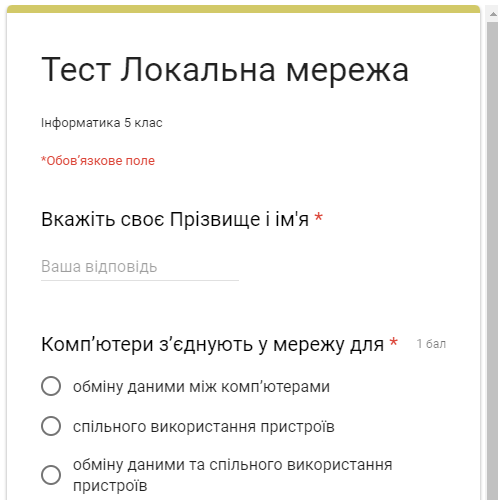 Тест Локальна мережа
Інформатика 5 клас
*Обов’язкове поле
Вкажіть своє Прізвище і ім'я *
Ваша відповідь
Комп’ютери з’єднують у мережу для * 1 бал
обміну даними між комп’ютерами
спільного використання пристроїв
обміну даними та спільного використання
пристроїв